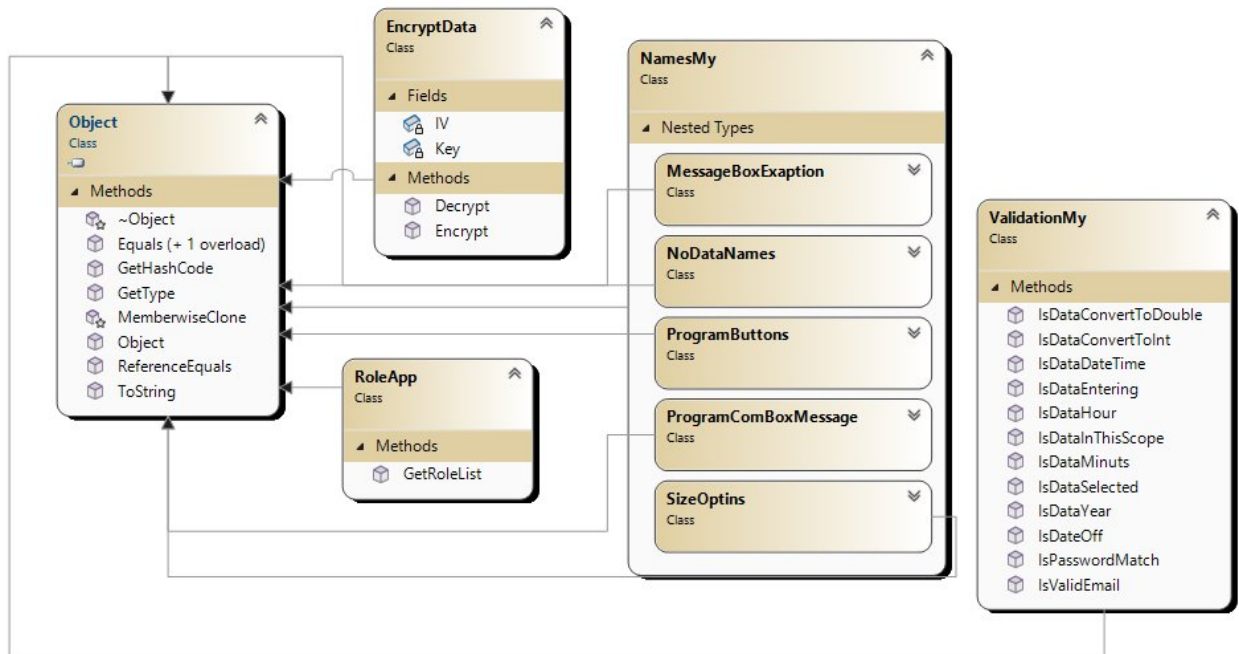 EncryptData
Class
Fields
IV
Key
Methods
Decrypt
Encrypt
Object
Class
Methods
~Object
Equals (+ 1 overload)
GetHashCode
GetType
MemberwiseClone
Object
ReferenceEquals
ToString
RoleApp
Class
Methods
GetRoleList
NamesMy
Class
Nested Types
MessageBoxExaption
Class
NoDataNames
Class
ProgramButtons
Class
ProgramComBoxMessage
Class
SizeOptins
Class
ValidationMy
Class
Methods
IsDataConvertToDouble
IsDataConvertToInt
IsDataDateTime
IsDataEntering
IsDataHour
IsDataInThisScope
IsDataMinuts
IsDataSelected
IsDataYear
IsDateOff
IsPasswordMatch
IsValidEmail